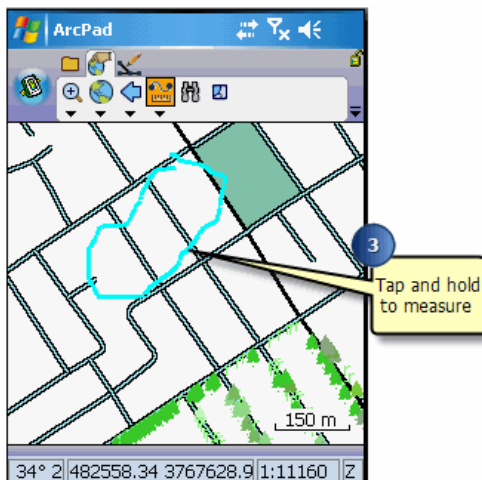 ArcPad
3
Tap and hold
to measure
150 m
34° 2 482558.34 3767628.9 1:11160 Z